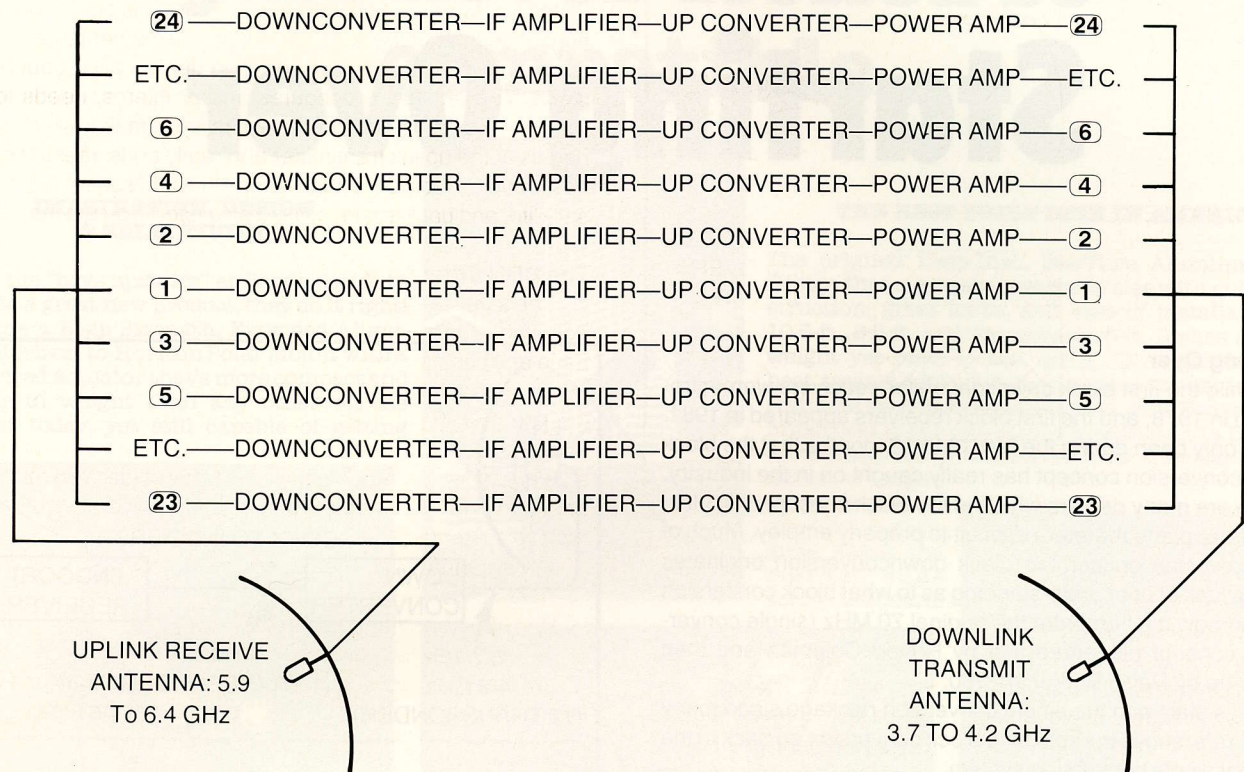 24 DOWNCONVERTER—IF AMPLIFIER—UP CONVERTER—POWER AMP 24
ETC.—DOWNCONVERTER—IF AMPLIFIER—UP CONVERTER—POWER AMP—ETC.
6 DOWNCONVERTER—IF AMPLIFIER—UP CONVERTER—POWER AMP 6
4 DOWNCONVERTER—IF AMPLIFIER—UP CONVERTER—POWER AMP 4
2 DOWNCONVERTER—IF AMPLIFIER—UP CONVERTER—POWER AMP 2
1 DOWNCONVERTER—IF AMPLIFIER—UP CONVERTER—POWER AMP 1
3 DOWNCONVERTER—IF AMPLIFIER—UP CONVERTER—POWER AMP 3
5 DOWNCONVERTER—IF AMPLIFIER—UP CONVERTER—POWER AMP 5
ETC.—DOWNCONVERTER—IF AMPLIFIER—UP CONVERTER—POWER AMP—ETC.
23 DOWNCONVERTER—IF AMPLIFIER—UP CONVERTER—POWER AMP 23
UPLINK RECEIVE
ANTENNA: 5.9
To 6.4 GHz
DOWNLINK
TRANSMIT
ANTENNA:
3.7 TO 4.2 GHz